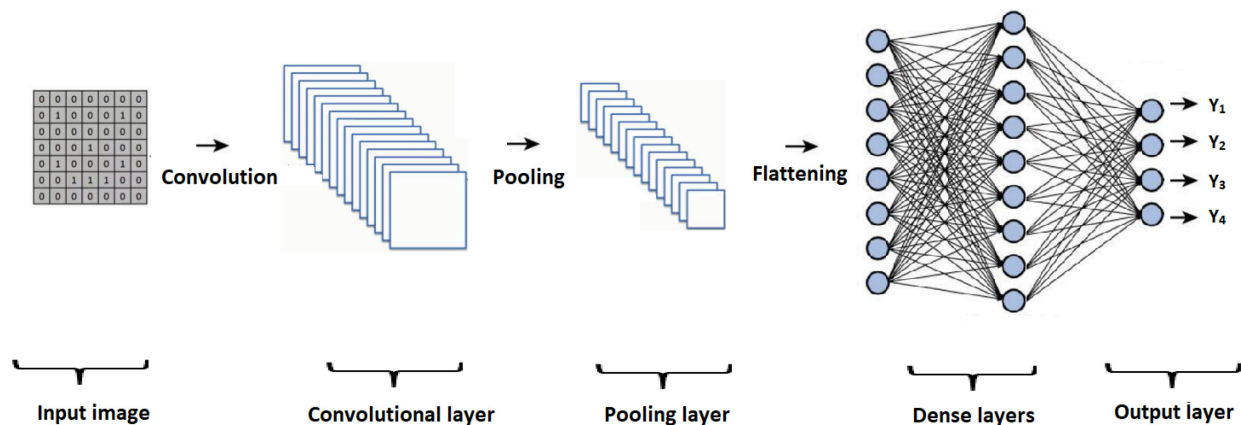 0 0 0 0 0 0 0
0 1 0 0 0 1 0
0 0 0 0 0 0 0
0 0 0 1 0 0 0
0 1 0 0 0 1 0
0 0 1 1 1 0 0
0 0 0 0 0 0 0
Convolution
Pooling
Flattening
Y1
Y2
Y3
Y4
Input image
Convolutional layer
Pooling layer
Dense layers
Output layer